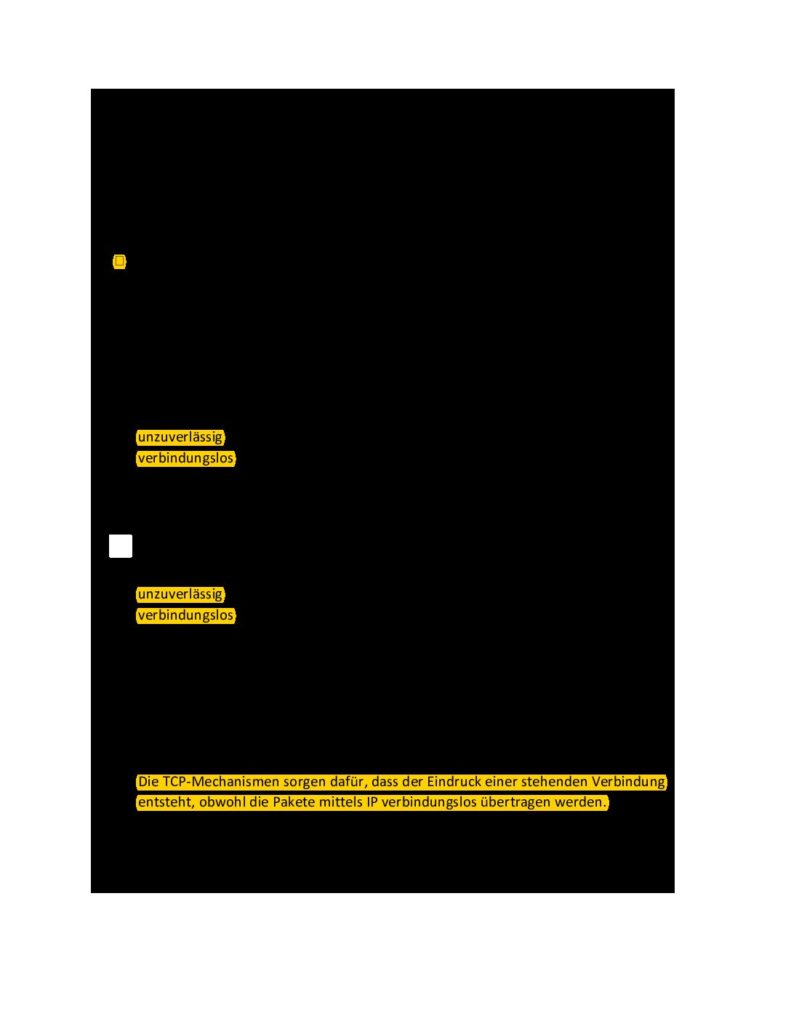 unzuverlässig
verbindungslos
unzuverlässig
verbindungslos
Die TCP-Mechanismen sorgen dafür, dass der Eindruck einer stehenden Verbindung
entsteht, obwohl die Pakete mittels IP verbindungslos übertragen werden.